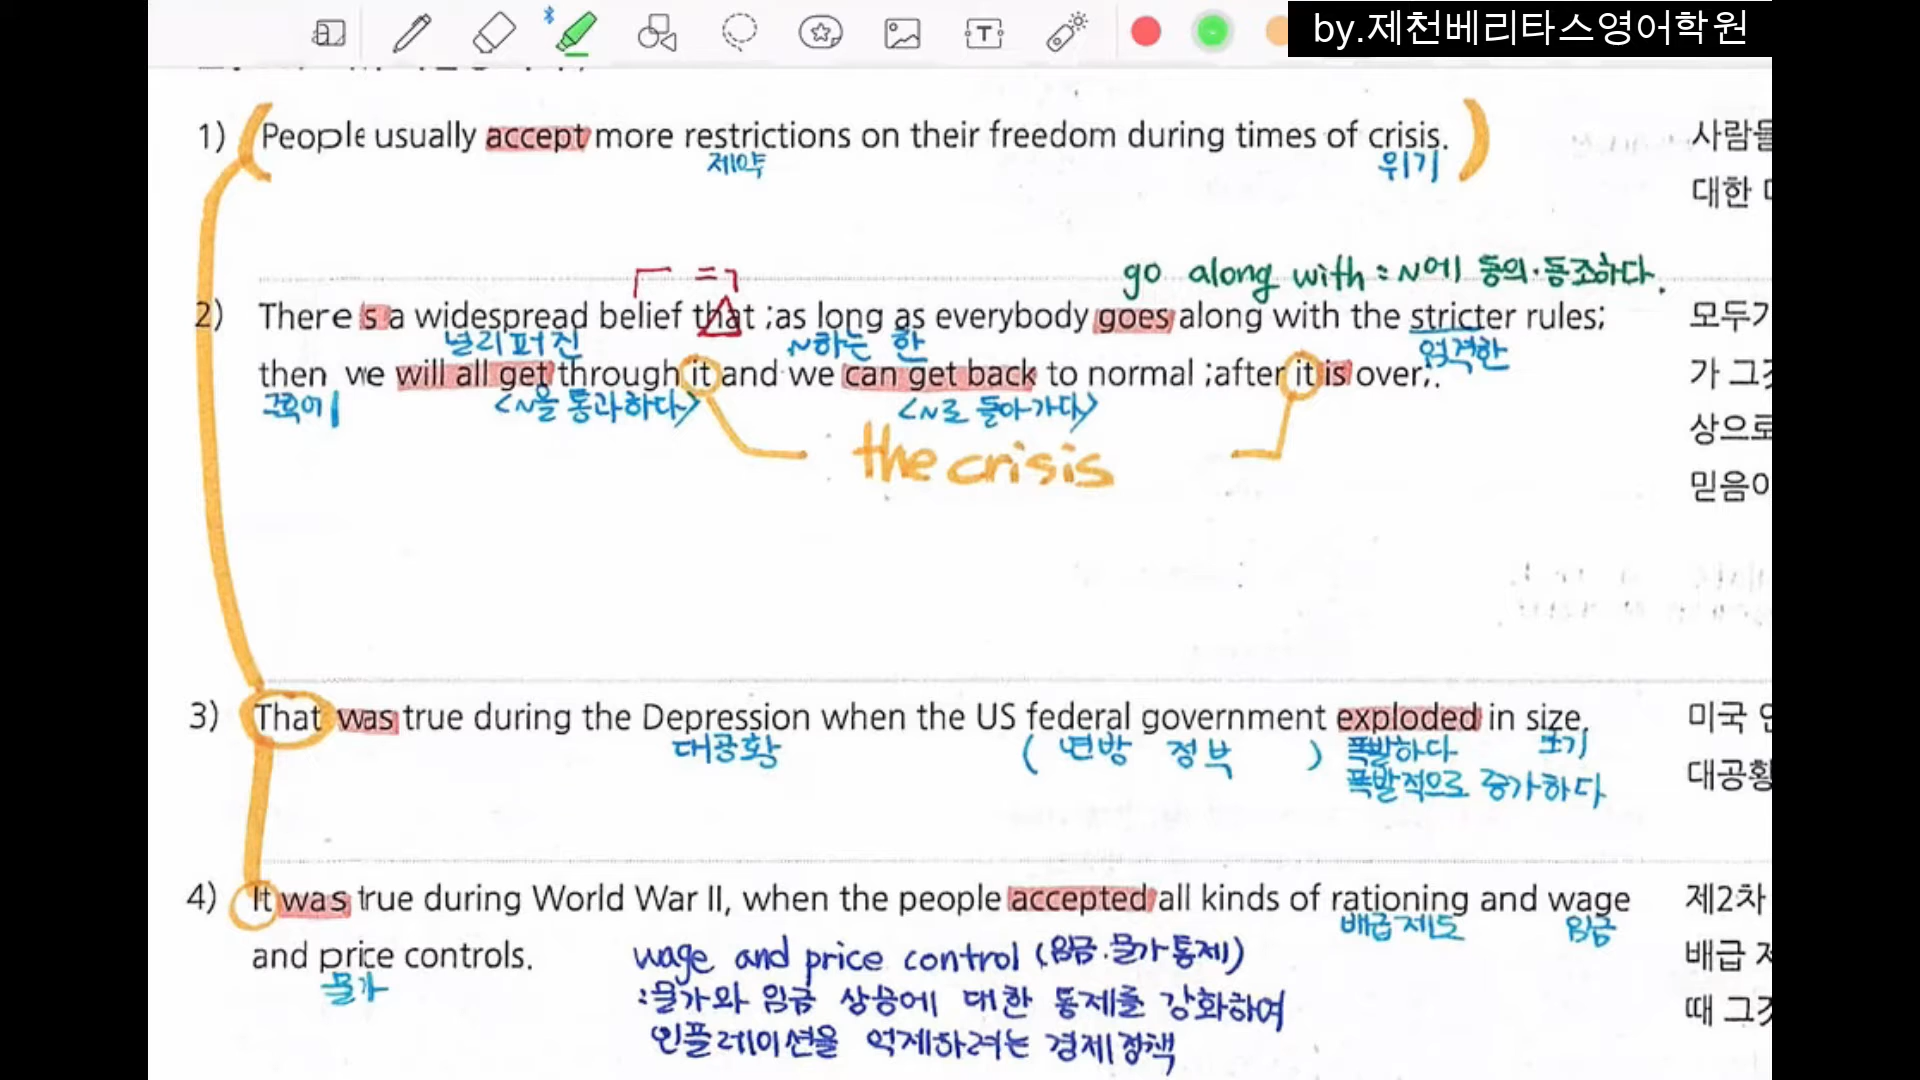 by.제천베리타스영어학원
1) People usually accept more restrictions on their freedom during times of crisis. 사람들
제약 위기
대한
go along with : ~에 동의·동조하다.
2) There is a widespread belief that ;as long as everybody goes along with the stricter rules; 모두가
널리 퍼진 ~하는 한 엄격한
then we will all get through it and we can get back to normal ;after it is over;. 가 그것
그러면 <~을 통과하다> <~로 돌아가다>
상으로
the crisis
믿음이
3) That was true during the Depression when the US federal government exploded in size. 미국 연
대공황 (연방 정부) 폭발하다 크기
폭발적으로 증가하다 대공황
4) It was true during World War II, when the people accepted all kinds of rationing and wage 제2차
배급 제도 임금
and price controls. wage and price control (임금·물가 통제) 배급 제
물가 :물가와 임금 상승에 대한 통제를 강화하여 때 그것
인플레이션을 억제하려는 경제정책